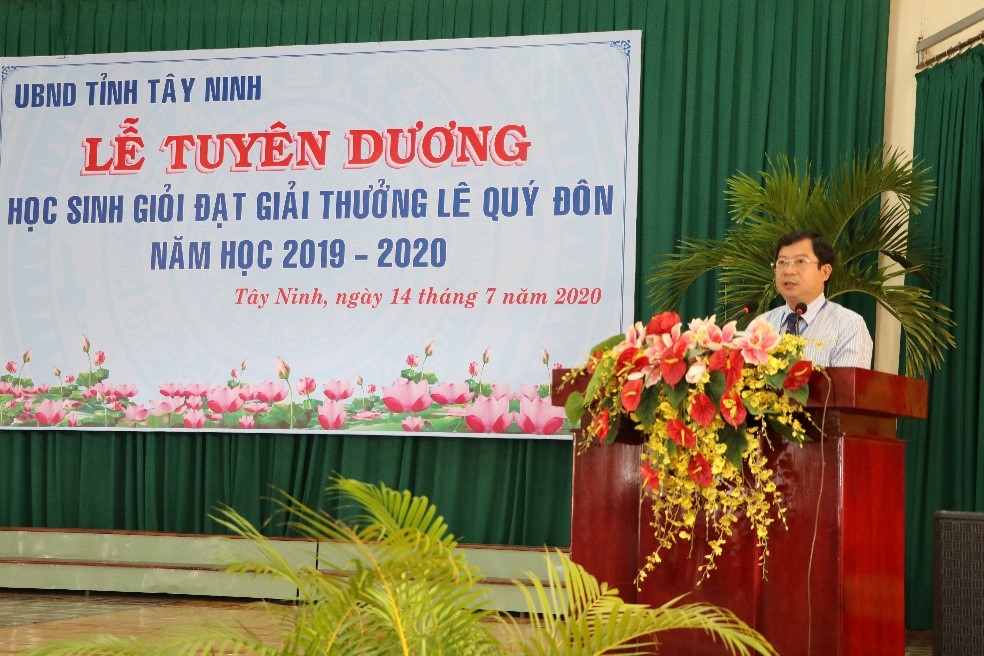 UBND TỈNH TÂY NINH
LỄ TUYÊN DƯƠNG
HỌC SINH GIỎI ĐẠT GIẢI THƯỞNG LÊ QUÝ ĐÔN
NĂM HỌC 2019 - 2020
Tây Ninh, ngày 14 tháng 7 năm 2020